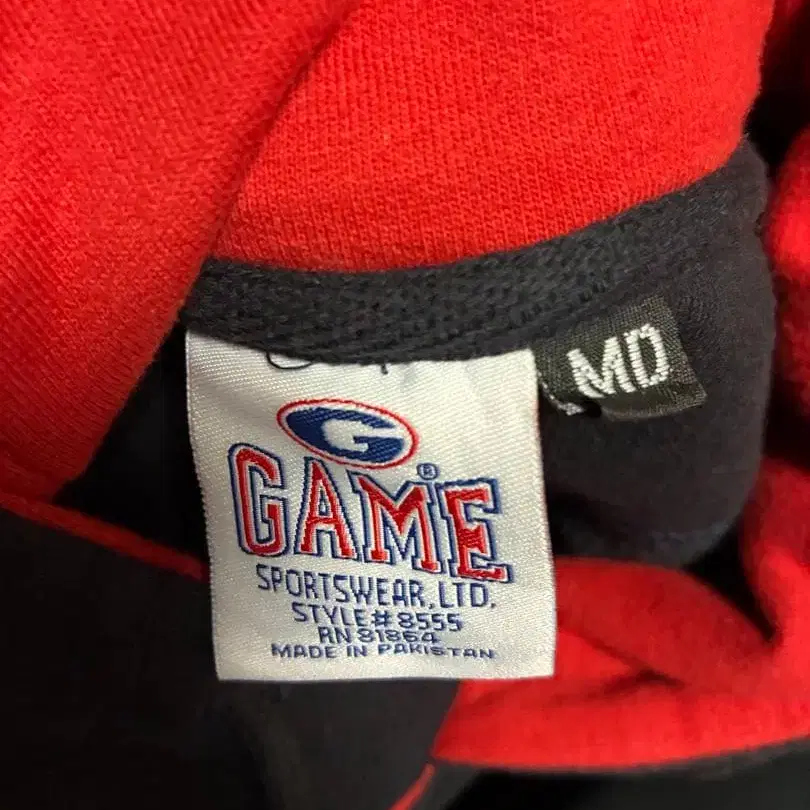 G
GAME®
SPORTSWEAR, LTD.
STYLE# 8555
RN 81864
MADE IN PAKISTAN
MD